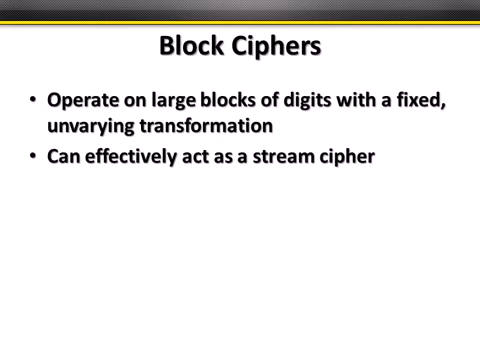 Block Ciphers
• Operate on large blocks of digits with a fixed,
unvarying transformation
• Can effectively act as a stream cipher